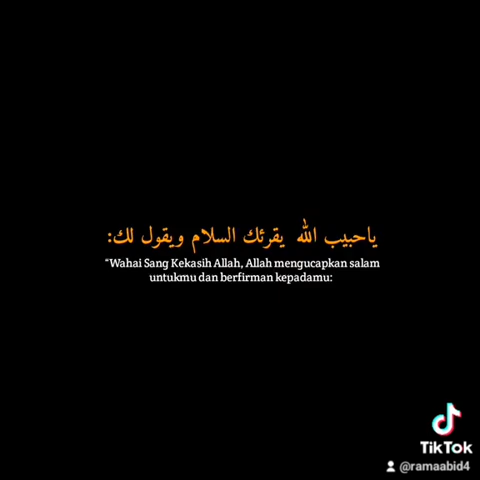 ياحبيب الله يقرئك السلام ويقول لك:
"Wahai Sang Kekasih Allah, Allah mengucapkan salam
untukmu dan berfirman kepadamu:
TikTok
@ramaabid4